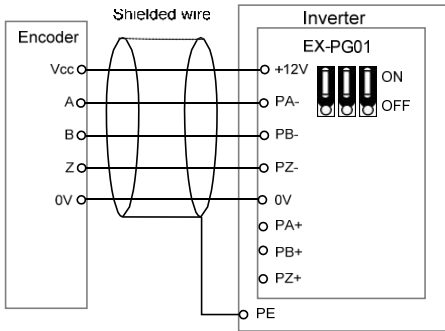 Shielded wire
Inverter
Encoder
EX-PG01
Vcc
+12V
ON
A
PA-
OFF
B
PB-
Z
PZ-
0V
0V
PA+
PB+
PZ+
PE